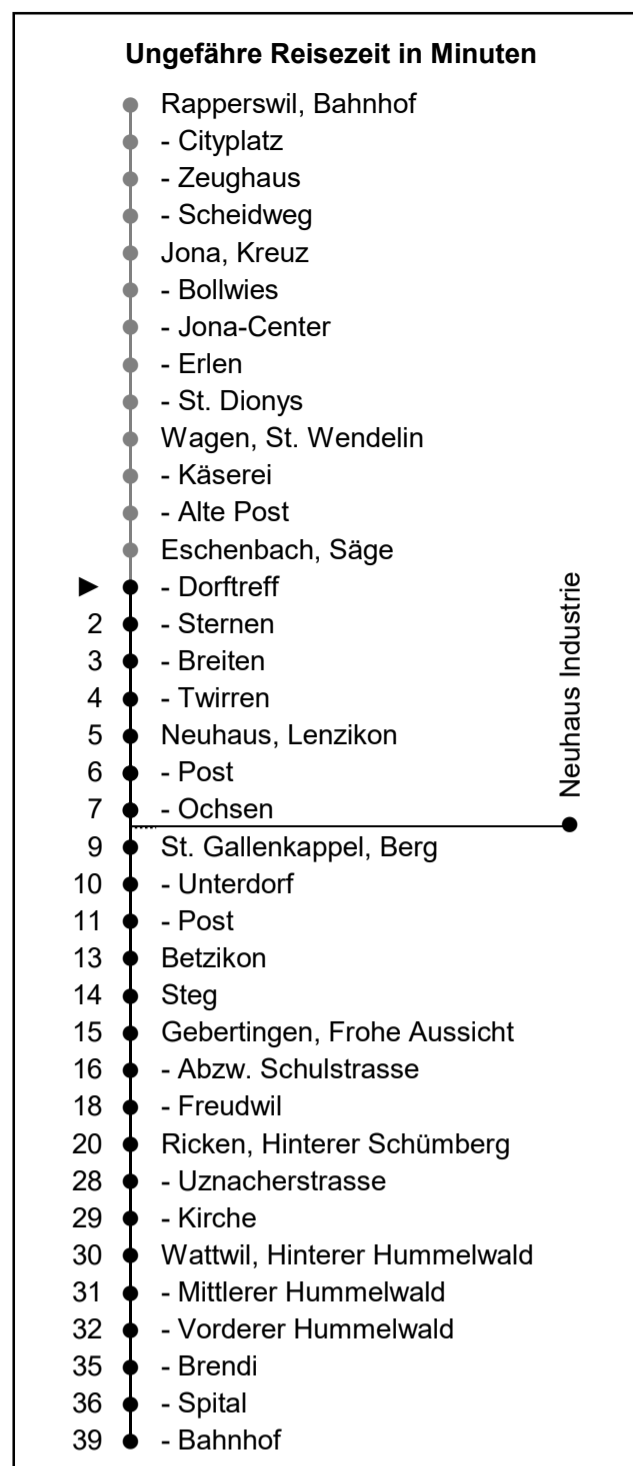 Ungefähre Reisezeit in Minuten
Rapperswil, Bahnhof
- Cityplatz
- Zeughaus
- Scheidweg
Jona, Kreuz
- Bollwies
- Jona-Center
- Erlen
- St. Dionys
Wagen, St. Wendelin
- Käserei
- Alte Post
Eschenbach, Säge
► - Dorftreff
2 - Sternen
3 - Breiten
4 - Twirren
5 Neuhaus, Lenzikon
6 - Post
7 - Ochsen
Neuhaus Industrie
9 St. Gallenkappel, Berg
10 - Unterdorf
11 - Post
13 Betzikon
14 Steg
15 Gebertingen, Frohe Aussicht
16 - Abzw. Schulstrasse
18 - Freudwil
20 Ricken, Hinterer Schümberg
28 - Uznacherstrasse
29 - Kirche
30 Wattwil, Hinterer Hummelwald
31 - Mittlerer Hummelwald
32 - Vorderer Hummelwald
35 - Brendi
36 - Spital
39 - Bahnhof